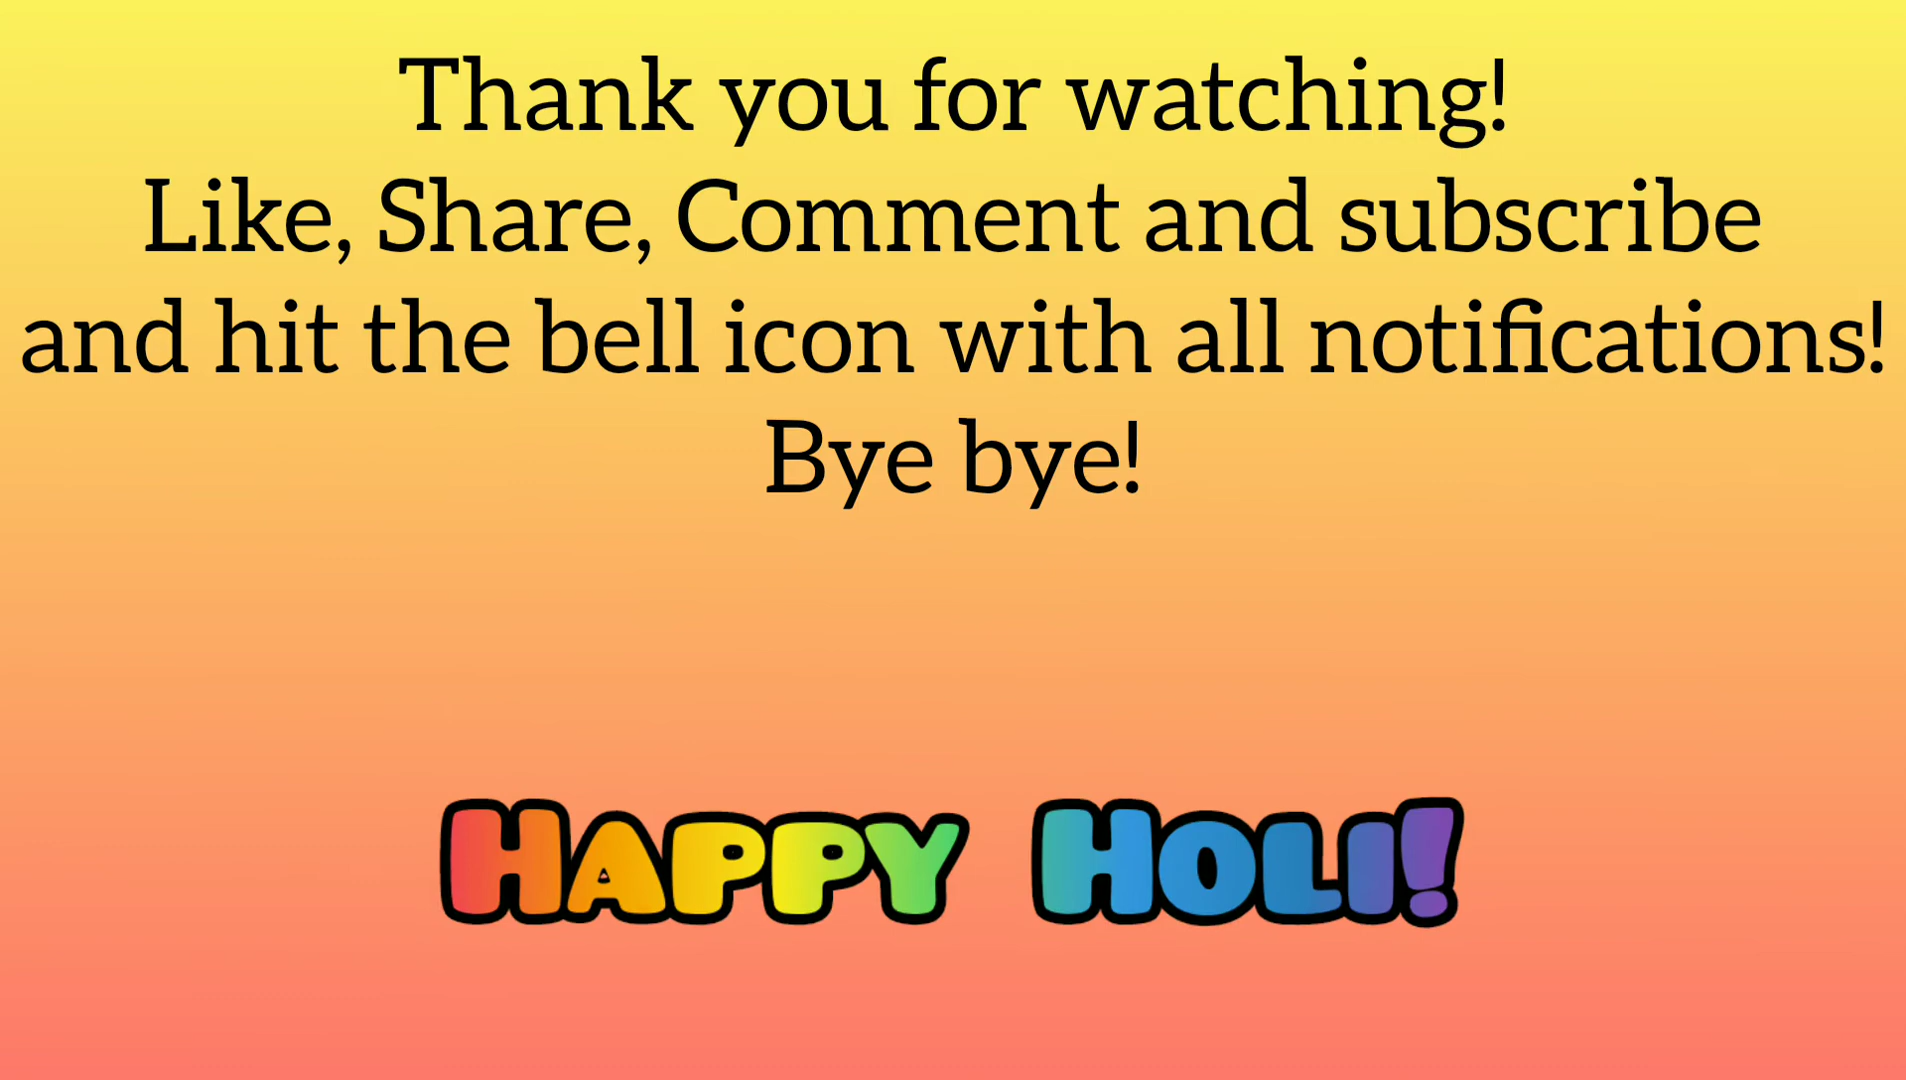 Thank you for watching!
Like, Share, Comment and subscribe
and hit the bell icon with all notifications!
Bye bye!
Happy Holi!